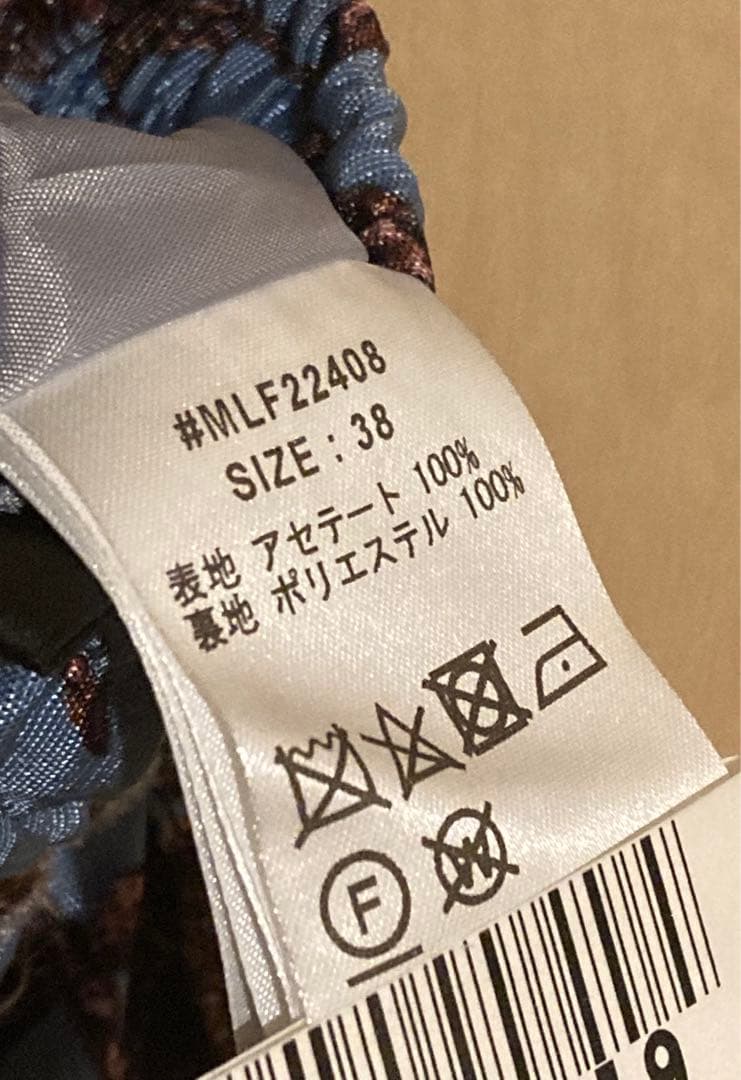 #MLF22408
SIZE : 38
表地 アセテート 100%
裏地 ポリエステル 100%
F
W